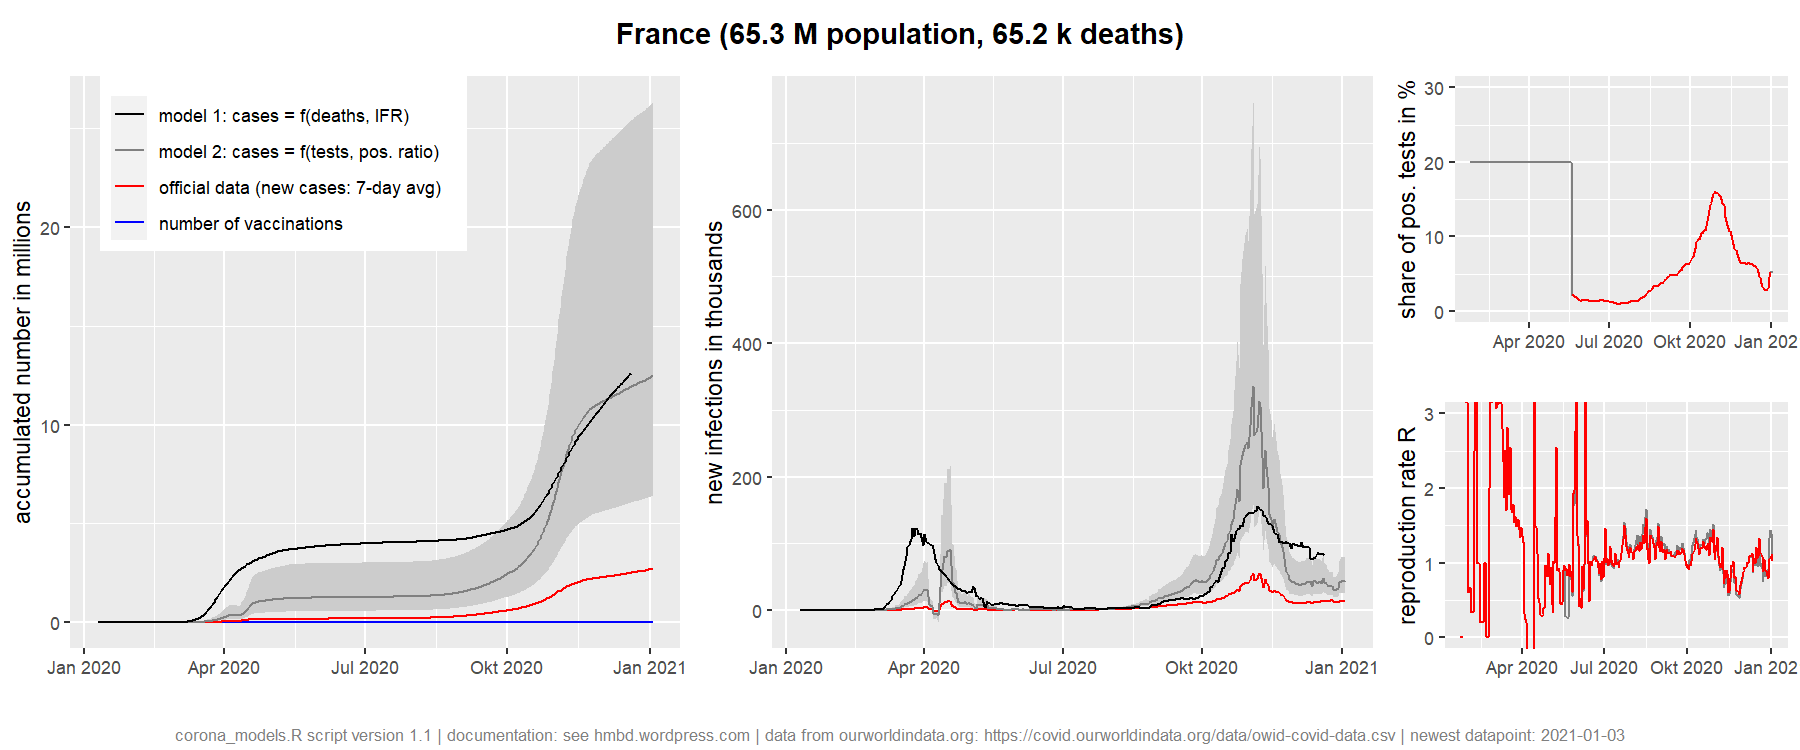 France (65.3 M population, 65.2 k deaths)
accumulated number in millions
20
10
0
model 1: cases = f(deaths, IFR)
model 2: cases = f(tests, pos. ratio)
official data (new cases: 7-day avg)
number of vaccinations
Jan 2020 Apr 2020 Jul 2020 Okt 2020 Jan 2021
new infections in thousands
600
400
200
0
Jan 2020 Apr 2020 Jul 2020 Okt 2020 Jan 2021
share of pos. tests in %
30
20
10
0
Apr 2020 Jul 2020 Okt 2020 Jan 202
reproduction rate R
3
2
1
0
Apr 2020 Jul 2020 Okt 2020 Jan 202
corona_models.R script version 1.1 | documentation: see hmbd.wordpress.com | data from ourworldindata.org: https://covid.ourworldindata.org/data/owid-covid-data.csv | newest datapoint: 2021-01-03